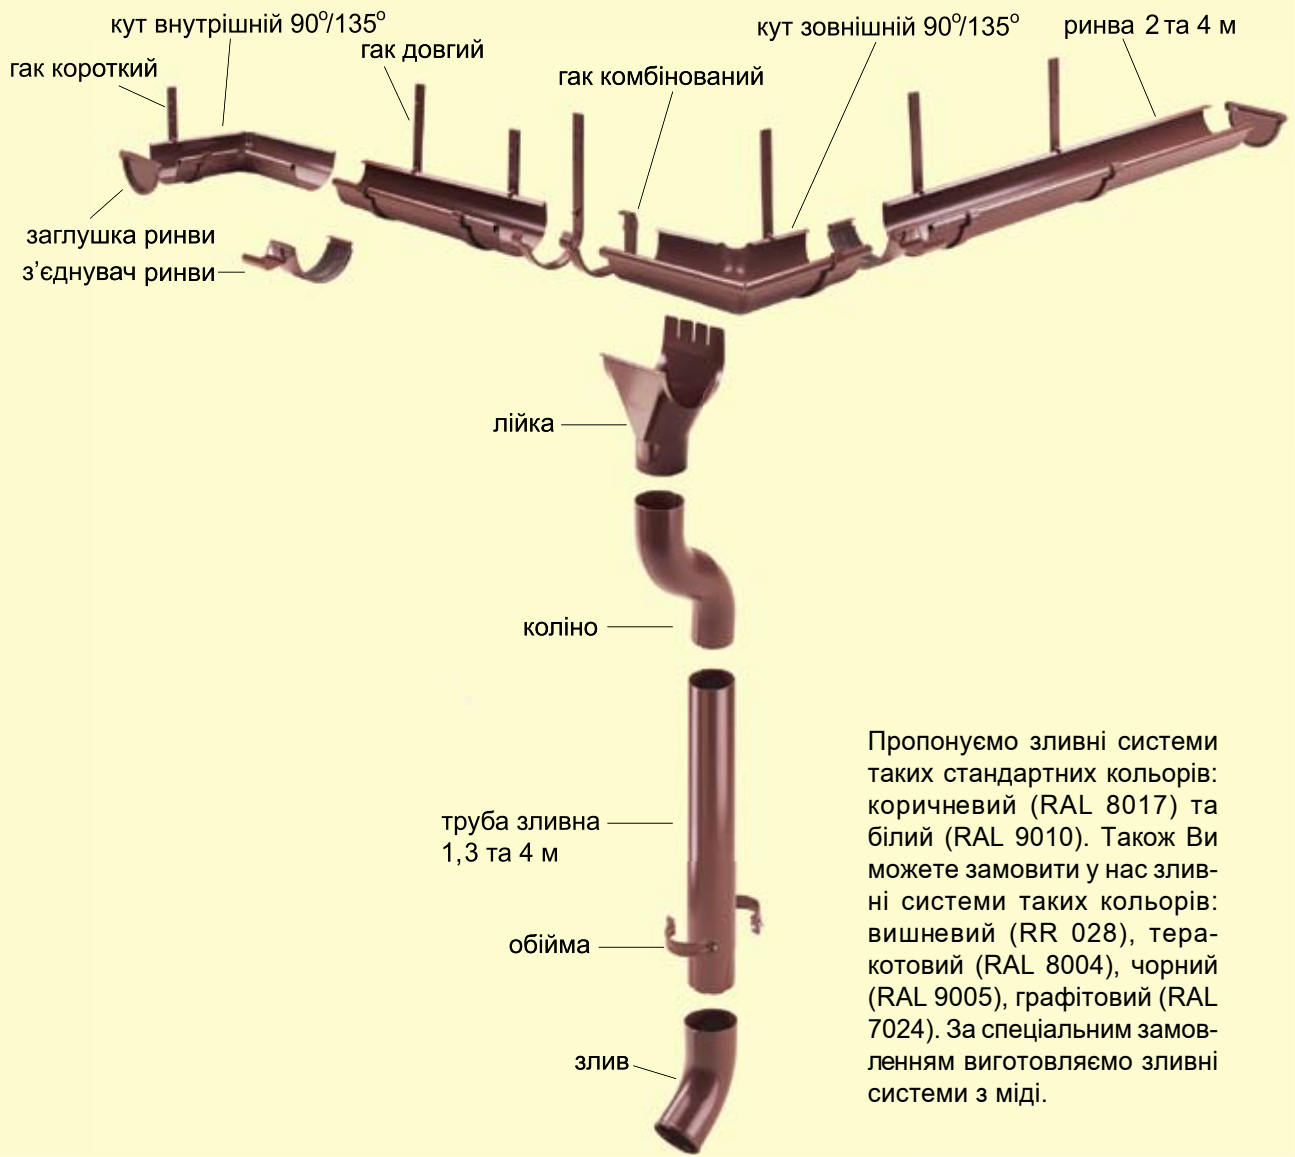 кут внутрішній 90°/135°
кут зовнішній 90°/135°
ринва 2 та 4 м
гак довгий
гак короткий
гак комбінований
заглушка ринви
з'єднувач ринви
лійка
коліно
труба зливна
1,3 та 4 м
обійма
злив
Пропонуємо зливні системи
таких стандартних кольорів:
коричневий (RAL 8017) та
білий (RAL 9010). Також Ви
можете замовити у нас злив-
ні системи таких кольорів:
вишневий (RR 028), тера-
котовий (RAL 8004), чорний
(RAL 9005), графітовий (RAL
7024). За спеціальним замов-
ленням виготовляємо зливні
системи з міді.